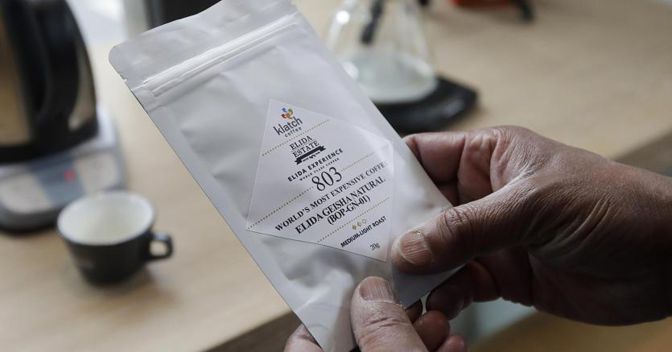 klatch
coffee
ELIDA
ESTATE
ELIDA EXPERIENCE
803
WORLD'S MOST EXPENSIVE COFFEE
ELIDA GEISHA NATURAL
(BOP-GN-01)
MEDIUM-LIGHT ROAST
20g